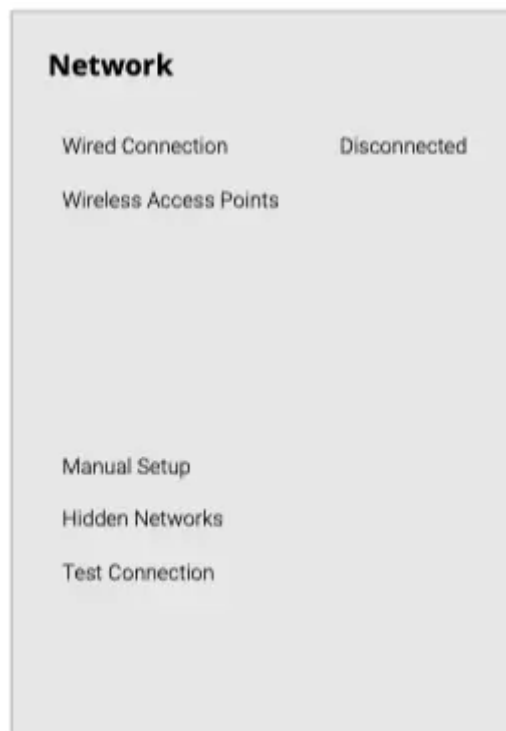 Network
Wired Connection Disconnected
Wireless Access Points
Manual Setup
Hidden Networks
Test Connection